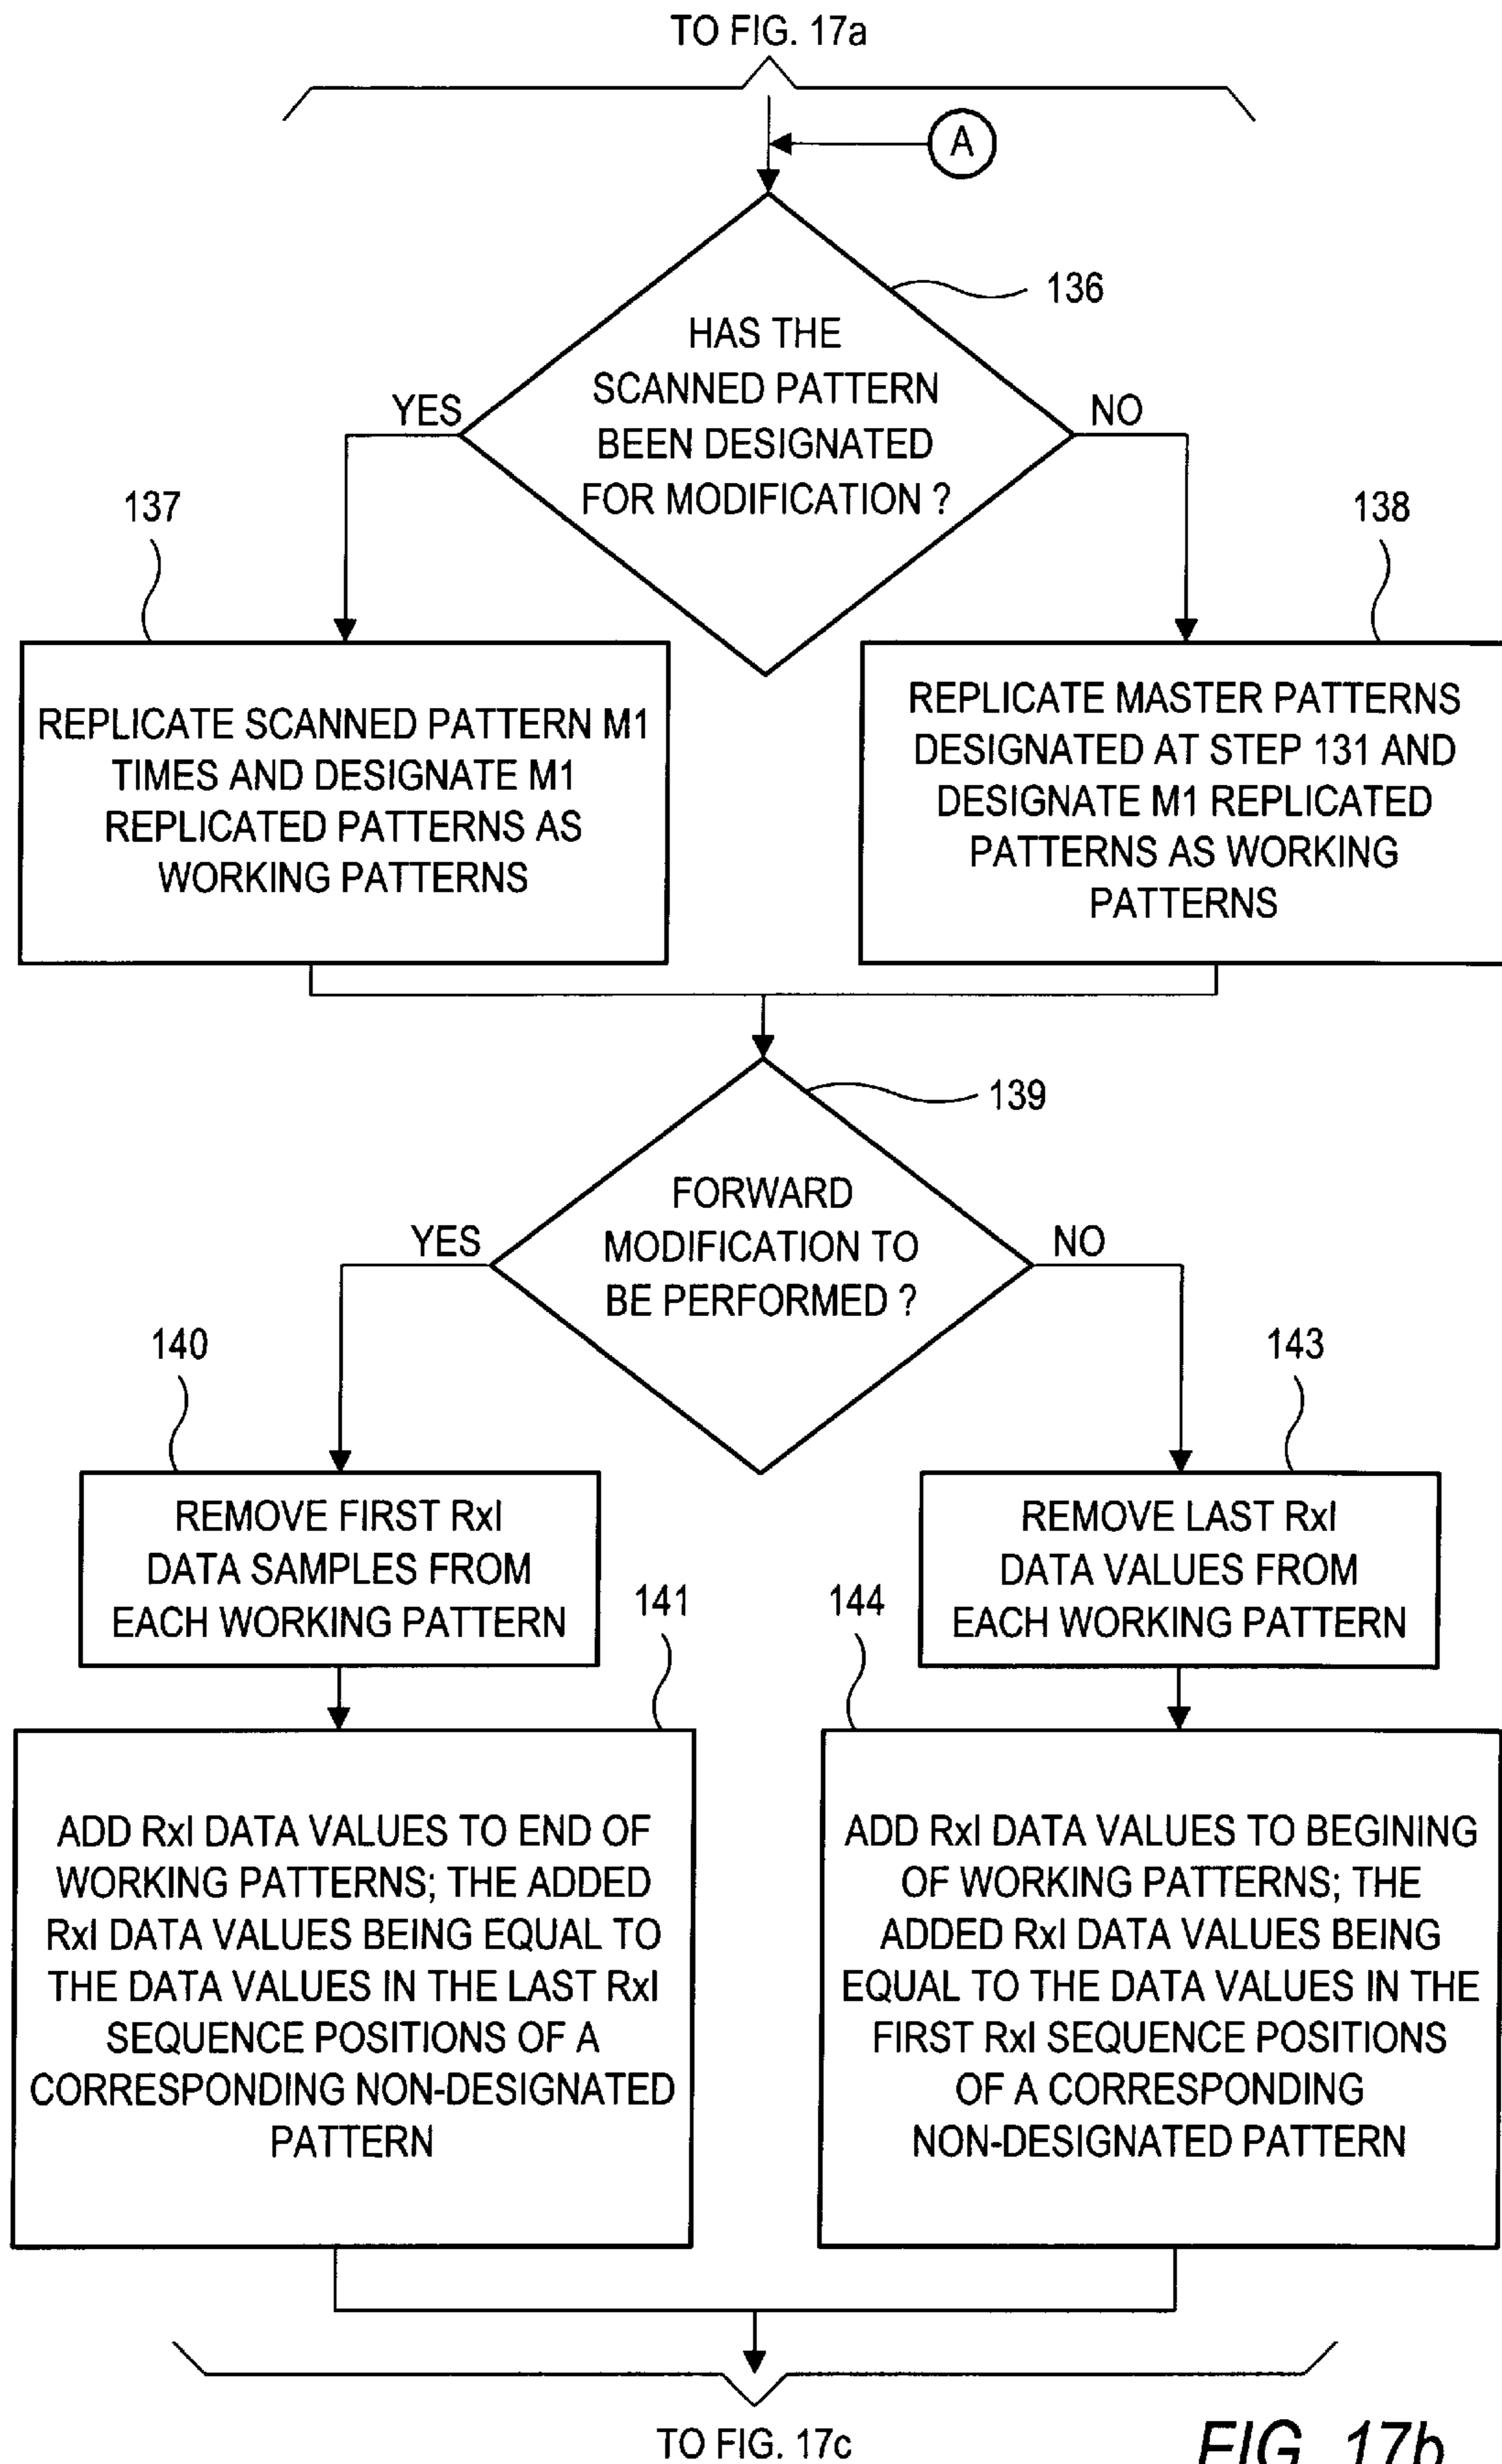 TO FIG. 17a
A
136
HAS THE
SCANNED PATTERN
BEEN DESIGNATED
FOR MODIFICATION ?
YES
NO
137
138
REPLICATE SCANNED PATTERN M1
TIMES AND DESIGNATE M1
REPLICATED PATTERNS AS
WORKING PATTERNS
REPLICATE MASTER PATTERNS
DESIGNATED AT STEP 131 AND
DESIGNATE M1 REPLICATED
PATTERNS AS WORKING
PATTERNS
139
FORWARD
MODIFICATION TO
BE PERFORMED ?
YES
NO
140
143
REMOVE FIRST RxI
DATA SAMPLES FROM
EACH WORKING PATTERN
REMOVE LAST RxI
DATA VALUES FROM
EACH WORKING PATTERN
141
144
ADD RxI DATA VALUES TO END OF
WORKING PATTERNS; THE ADDED
RxI DATA VALUES BEING EQUAL TO
THE DATA VALUES IN THE LAST RxI
SEQUENCE POSITIONS OF A
CORRESPONDING NON-DESIGNATED
PATTERN
ADD RxI DATA VALUES TO BEGINING
OF WORKING PATTERNS; THE
ADDED RxI DATA VALUES BEING
EQUAL TO THE DATA VALUES IN THE
FIRST RxI SEQUENCE POSITIONS
OF A CORRESPONDING
NON-DESIGNATED PATTERN
TO FIG. 17c
FIG. 17b